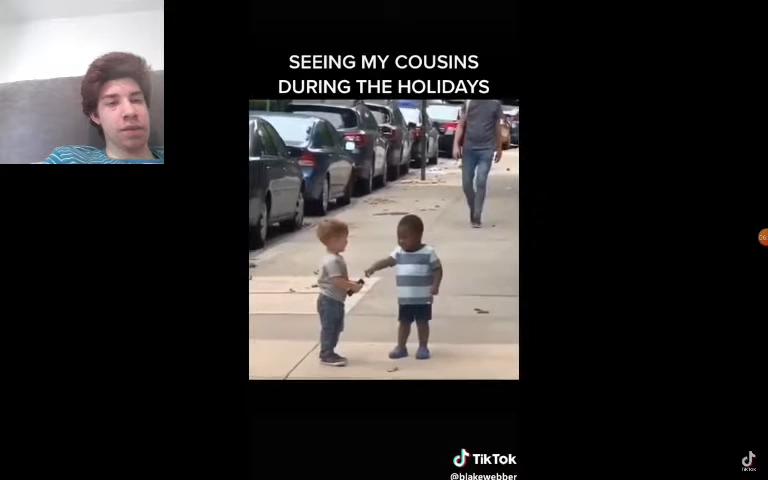 SEEING MY COUSINS
DURING THE HOLIDAYS
TikTok
@blakewebber